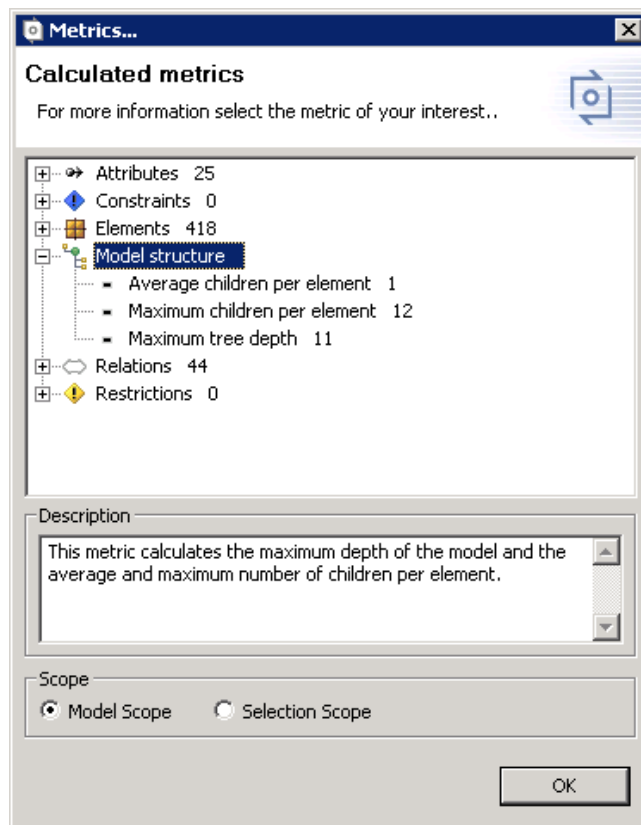 Metrics...
Calculated metrics
For more information select the metric of your interest..
Attributes 25
Constraints 0
Elements 418
Model structure
Average children per element 1
Maximum children per element 12
Maximum tree depth 11
Relations 44
Restrictions 0
Description
This metric calculates the maximum depth of the model and the
average and maximum number of children per element.
Scope
Model Scope Selection Scope
OK